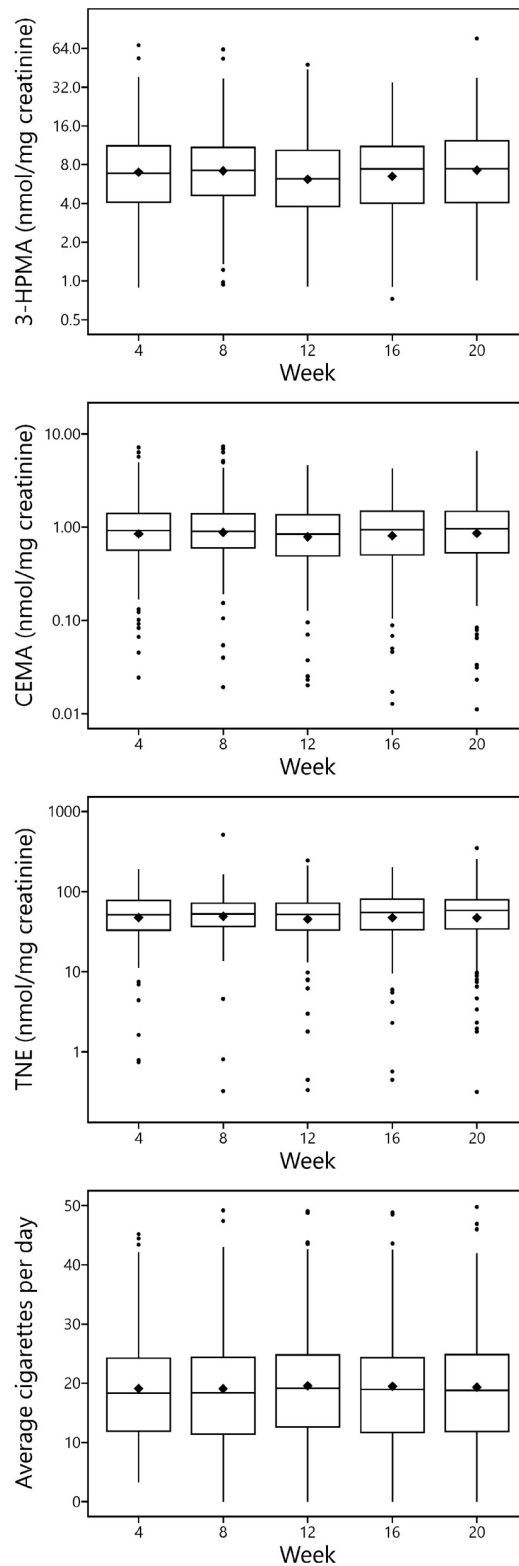 3-HPMA (nmol/mg creatinine)
64.0
32.0
16.0
8.0
4.0
2.0
1.0
0.5
4 8 12 16 20
Week
CEMA (nmol/mg creatinine)
10.00
1.00
0.10
0.01
4 8 12 16 20
Week
TNE (nmol/mg creatinine)
1000
100
10
1
4 8 12 16 20
Week
Average cigarettes per day
50
40
30
20
10
0
4 8 12 16 20
Week